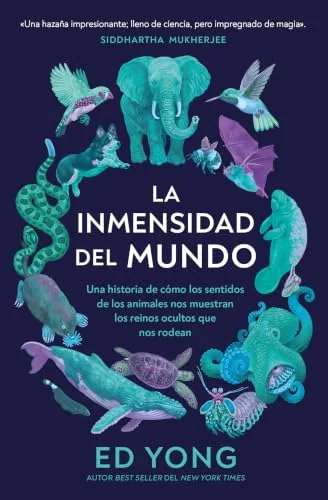 «Una hazaña impresionante; lleno de ciencia, pero impregnado de magia».
SIDDHARTHA MUKHERJEE
LA
INMENSIDAD
DEL MUNDO
Una historia de cómo los sentidos
de los animales nos muestran
los reinos ocultos que
nos rodean
ED YONG
AUTOR BEST SELLER DEL NEW YORK TIMES